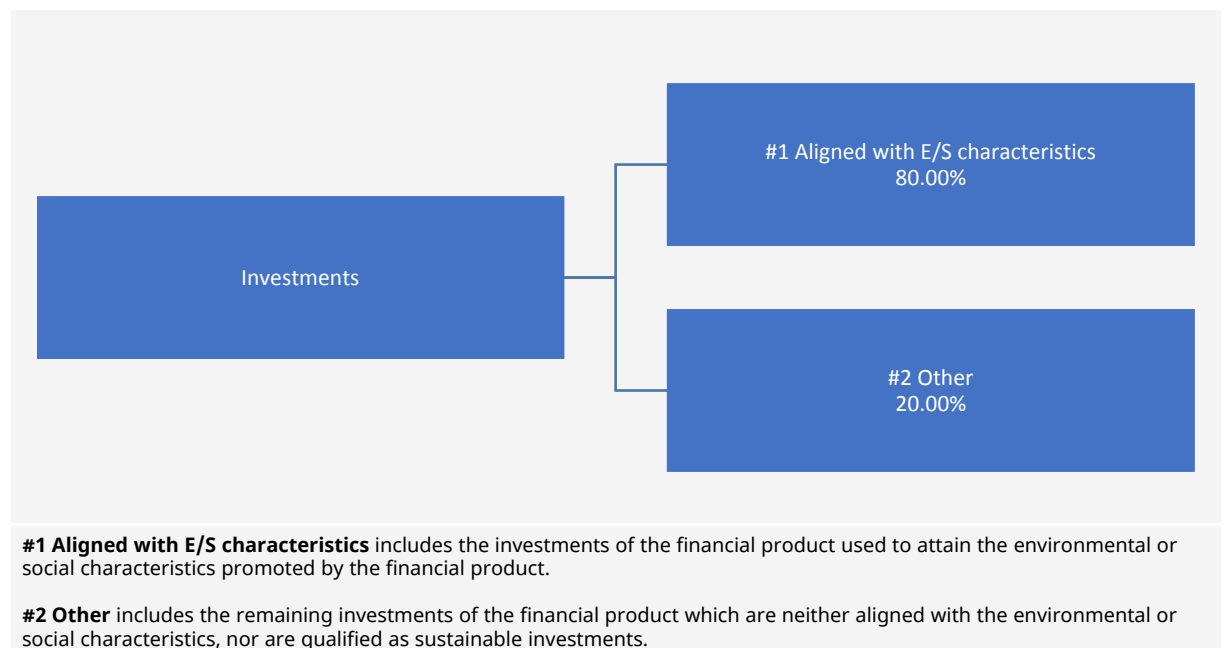 #1 Aligned with E/S characteristics
80.00%
Investments
#2 Other
20.00%
#1 Aligned with E/S characteristics includes the investments of the financial product used to attain the environmental or
social characteristics promoted by the financial product.
#2 Other includes the remaining investments of the financial product which are neither aligned with the environmental or
social characteristics, nor are qualified as sustainable investments.